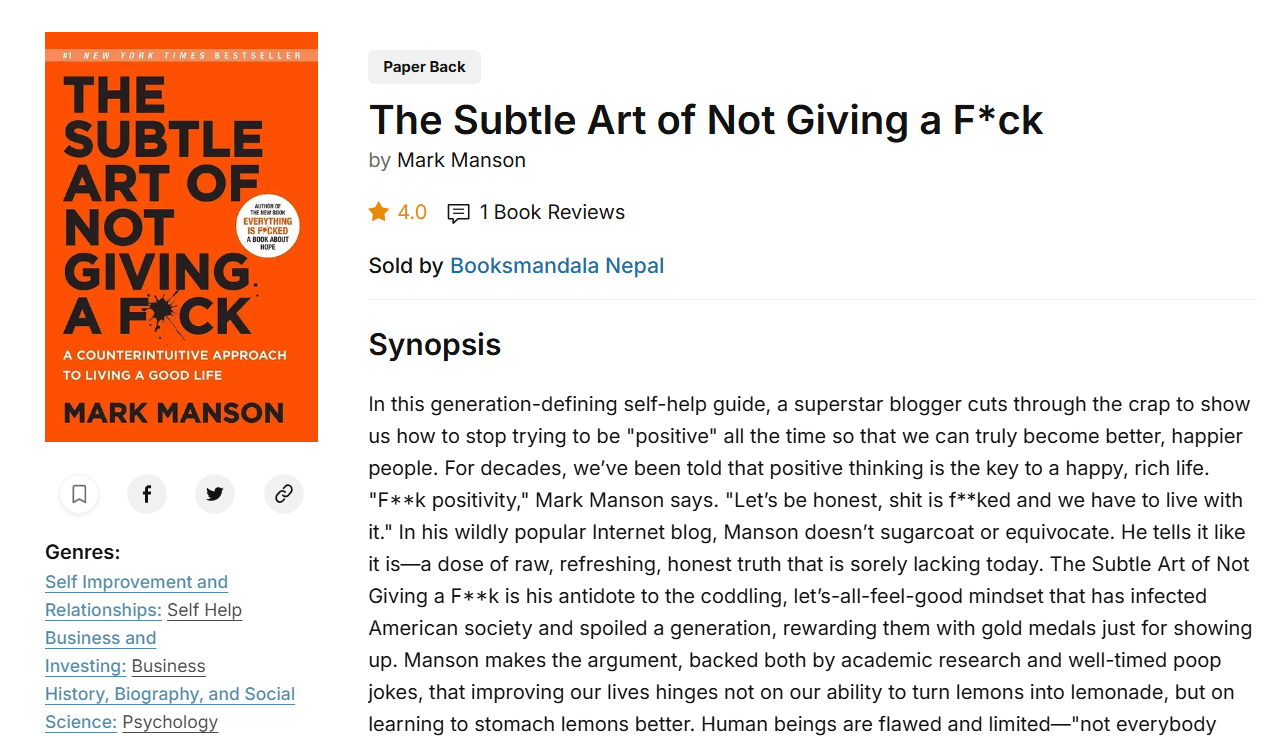 #1 NEW YORK TIMES BESTSELLER
THE
SUBTLE
ART OF
NOT
GIVING
A F*CK
AUTHOR OF
THE NEW BOOK
EVERYTHING
IS F*CKED
A BOOK ABOUT
HOPE
A COUNTERINTUITIVE APPROACH
TO LIVING A GOOD LIFE
MARK MANSON
Genres:
Self Improvement and
Relationships: Self Help
Business and
Investing: Business
History, Biography, and Social
Science: Psychology
Paper Back
The Subtle Art of Not Giving a F*ck
by Mark Manson
4.0 1 Book Reviews
Sold by Booksmandala Nepal
Synopsis
In this generation-defining self-help guide, a superstar blogger cuts through the crap to show
us how to stop trying to be "positive" all the time so that we can truly become better, happier
people. For decades, we’ve been told that positive thinking is the key to a happy, rich life.
"F**k positivity," Mark Manson says. "Let’s be honest, shit is f**ked and we have to live with
it." In his wildly popular Internet blog, Manson doesn’t sugarcoat or equivocate. He tells it like
it is—a dose of raw, refreshing, honest truth that is sorely lacking today. The Subtle Art of Not
Giving a F**k is his antidote to the coddling, let’s-all-feel-good mindset that has infected
American society and spoiled a generation, rewarding them with gold medals just for showing
up. Manson makes the argument, backed both by academic research and well-timed poop
jokes, that improving our lives hinges not on our ability to turn lemons into lemonade, but on
learning to stomach lemons better. Human beings are flawed and limited—"not everybody